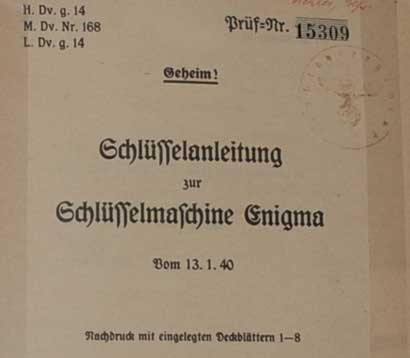 H. Dv. g. 14
M. Dv. Nr. 168
L. Dv. g. 14
Prüf=Nr. 15309
Geheim!
Schlüsselanleitung
zur
Schlüsselmaschine Enigma
Vom 13. 1. 40
Nachdruck mit eingelegten Deckblättern 1—8